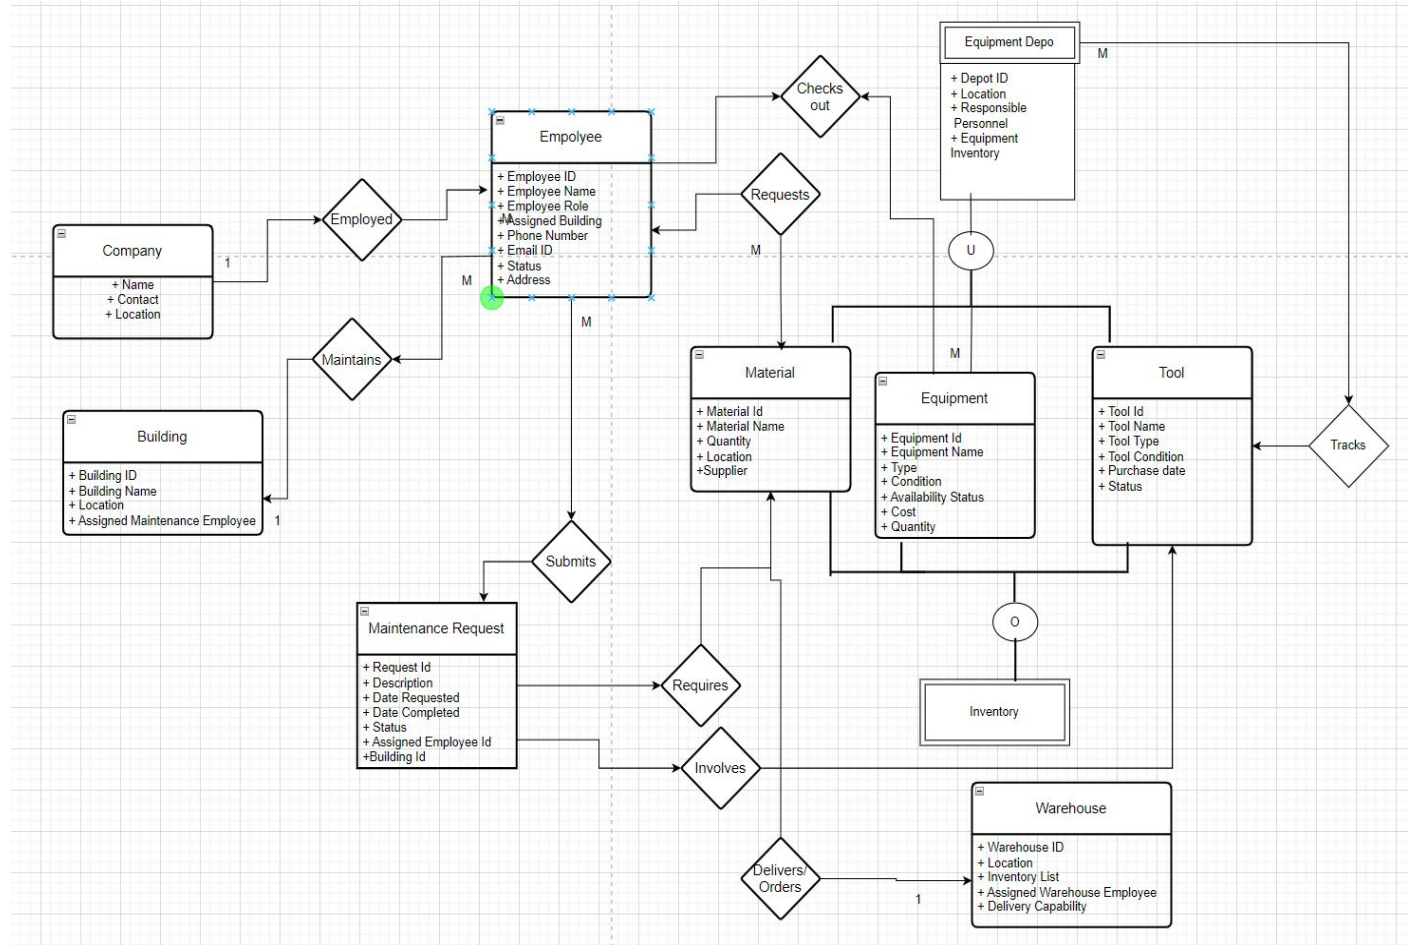 Equipment Depo
M
+ Depot ID
+ Location
+ Responsible
Personnel
+ Equipment
Inventory
Checks
out
Empolyee
+ Employee ID
+ Employee Name
+ Employee Role
+ Assigned Building
M
+ Phone Number
+ Email ID
+ Status
+ Address
Requests
M
Employed
Company
+ Name
+ Contact
+ Location
1
M
M
U
Maintains
Building
+ Building ID
+ Building Name
+ Location
+ Assigned Maintenance Employee
1
Material
+ Material Id
+ Material Name
+ Quantity
+ Location
+Supplier
M
Equipment
+ Equipment Id
+ Equipment Name
+ Type
+ Condition
+ Availability Status
+ Cost
+ Quantity
Tool
+ Tool Id
+ Tool Name
+ Tool Type
+ Tool Condition
+ Purchase date
+ Status
Tracks
Submits
Maintenance Request
+ Request Id
+ Description
+ Date Requested
+ Date Completed
+ Status
+ Assigned Employee Id
+Building Id
Requires
Involves
O
Inventory
Delivers/
Orders
1
Warehouse
+ Warehouse ID
+ Location
+ Inventory List
+ Assigned Warehouse Employee
+ Delivery Capability